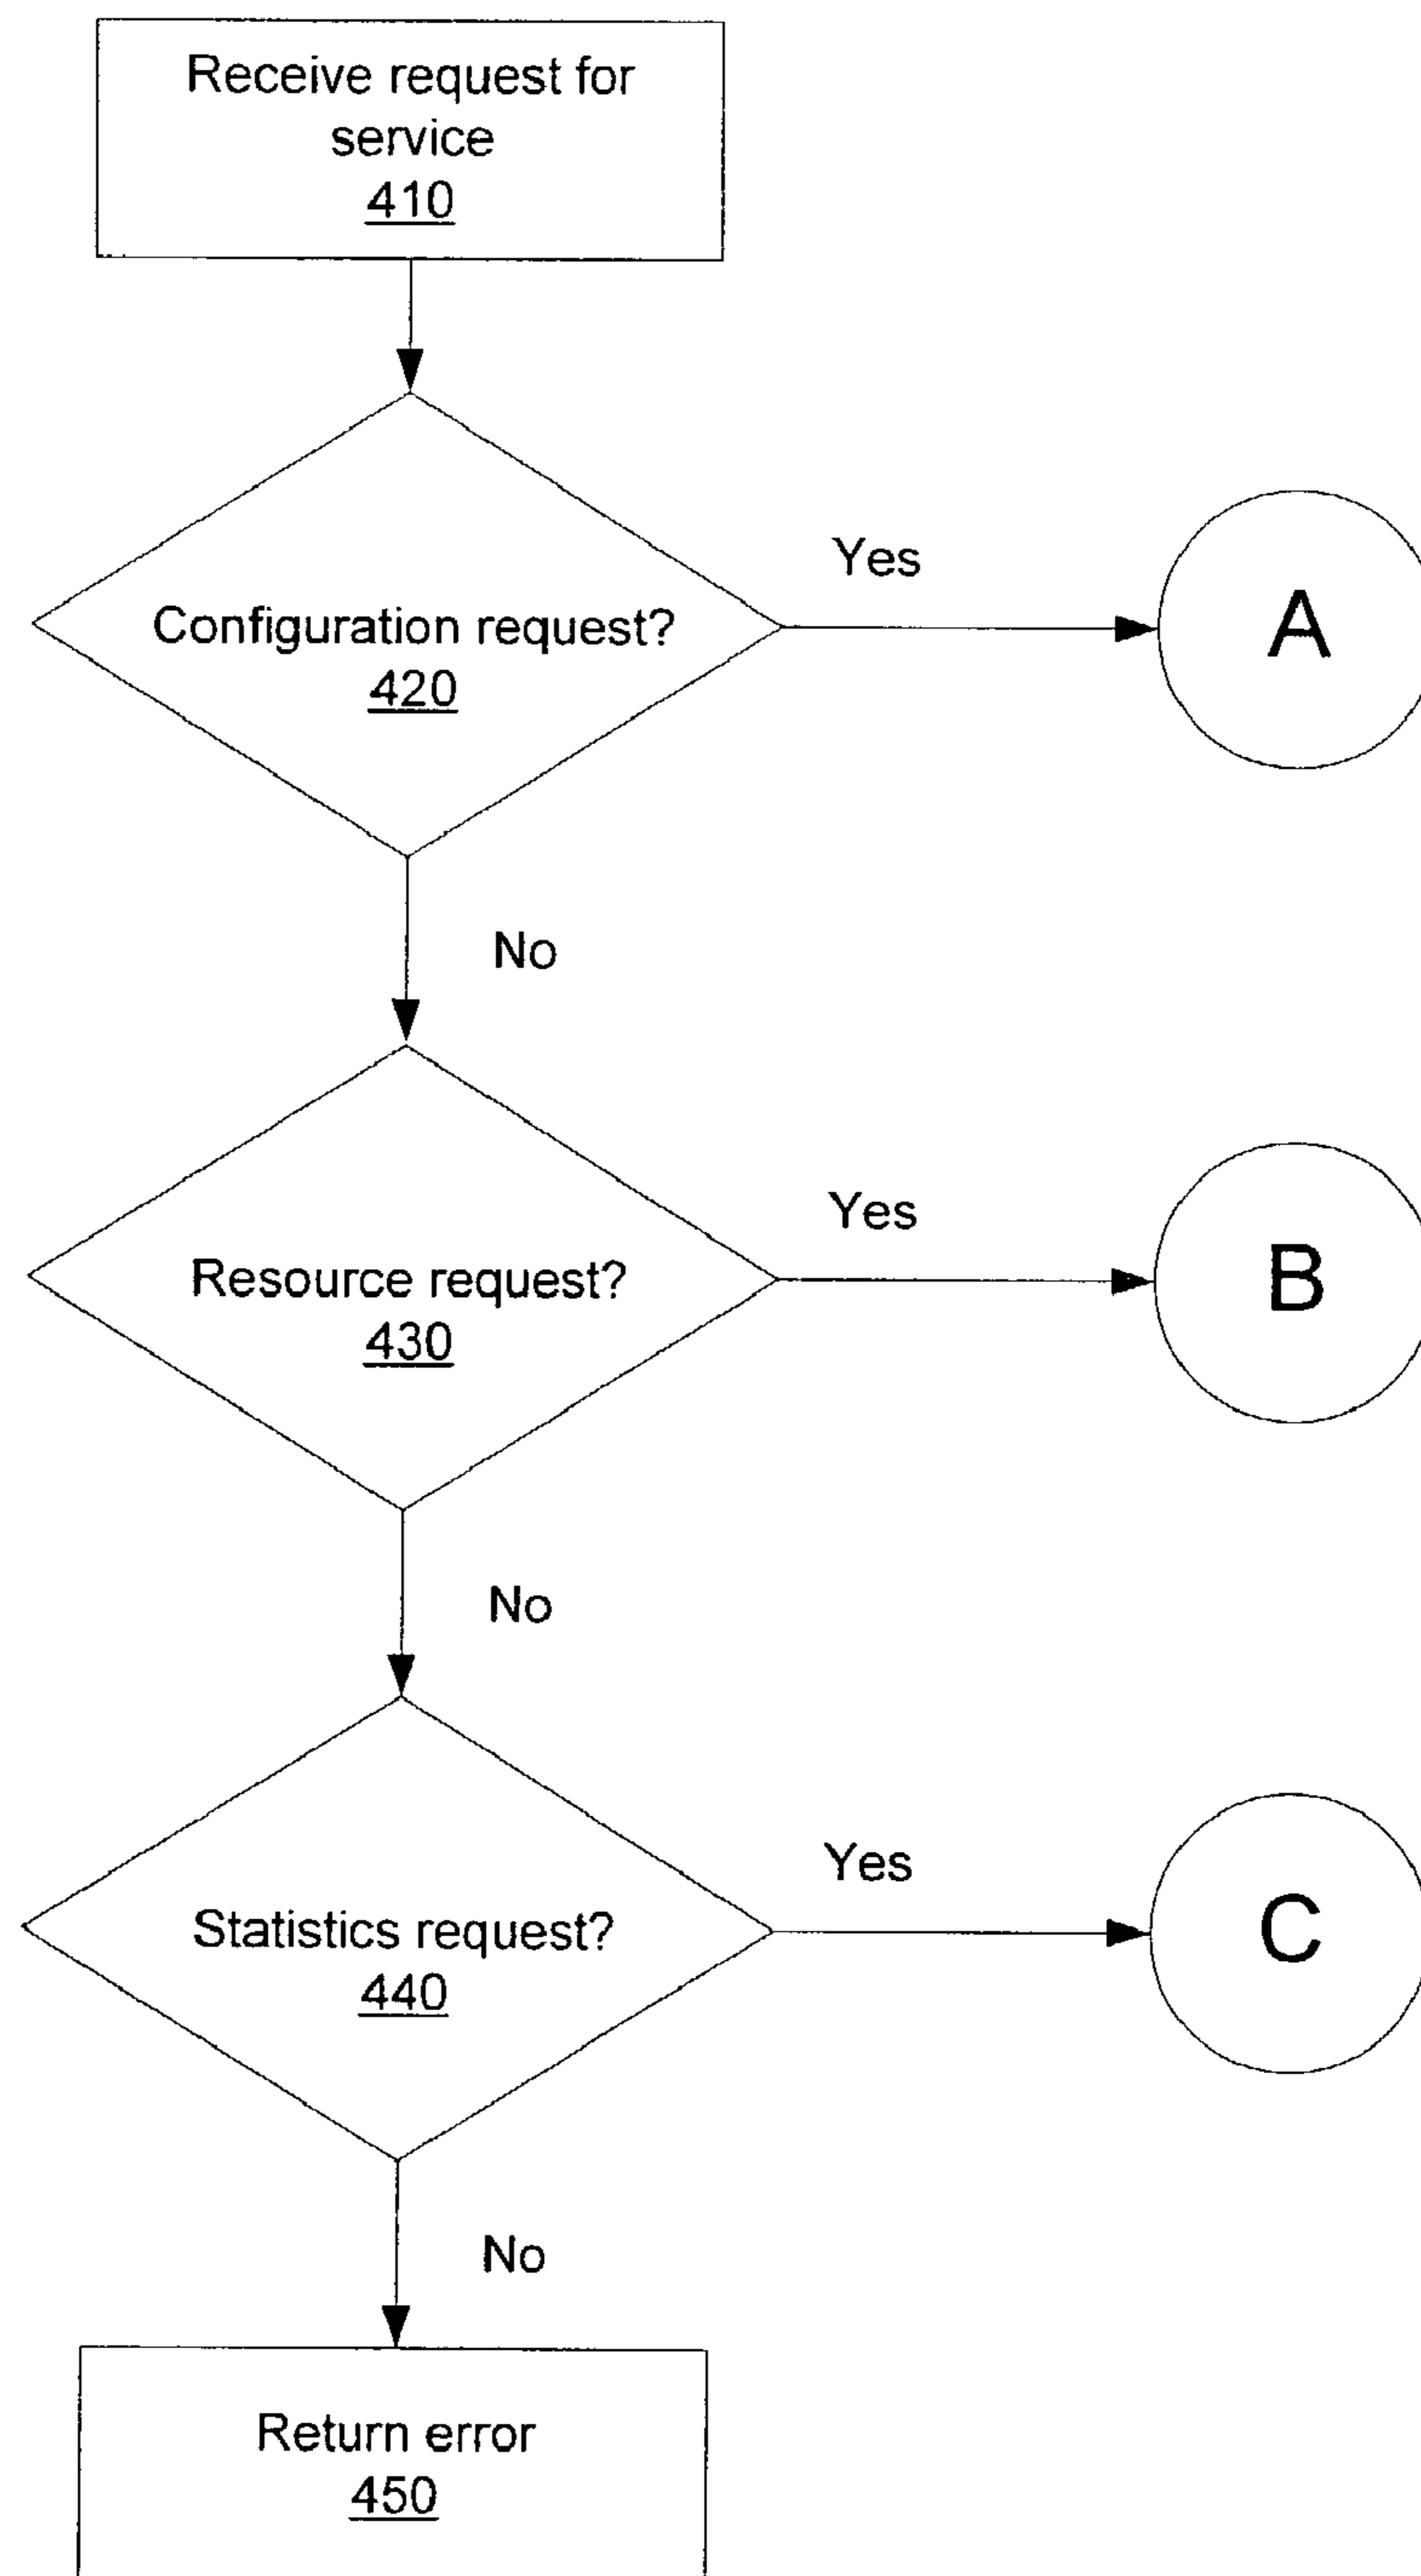 Receive request for
service
410
Yes
Configuration request?
420
A
No
Yes
Resource request?
430
B
No
Yes
Statistics request?
440
C
No
Return error
450